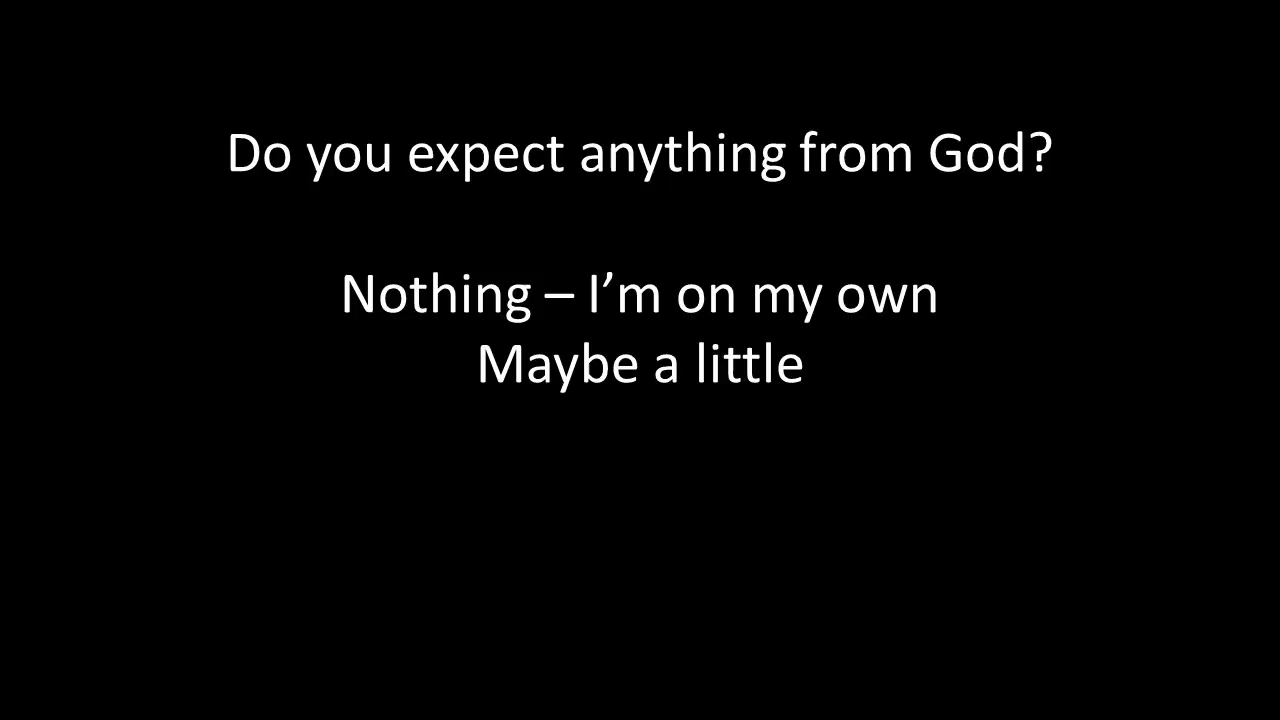 Do you expect anything from God?
Nothing – I’m on my own
Maybe a little